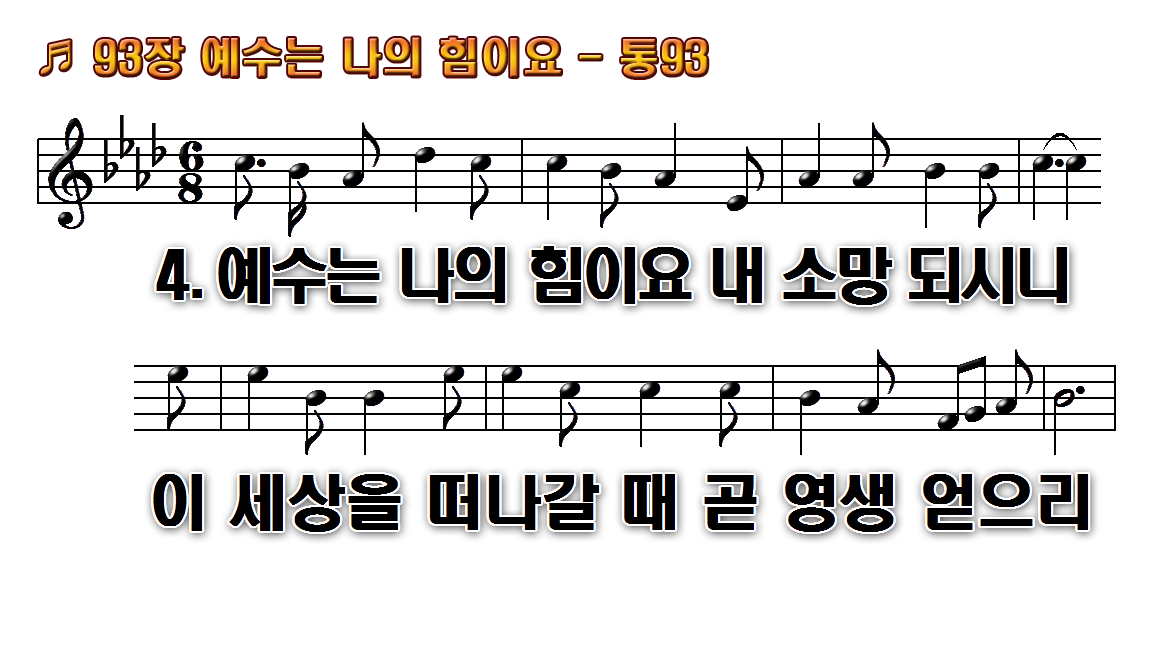 93장 예수는 나의 힘이요 - 통93
4. 예수는 나의 힘이요 내 소망 되시니
이 세상을 떠나갈 때 곧 영생 얻으리